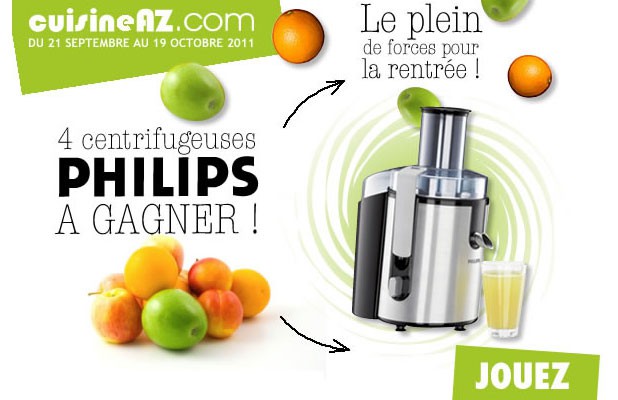 cuisineAZ.com
DU 21 SEPTEMBRE AU 19 OCTOBRE 2011
Le plein
de forces pour
la rentrée !
4 centrifugeuses
PHILIPS
A GAGNER !
PHILIPS
JOUEZ